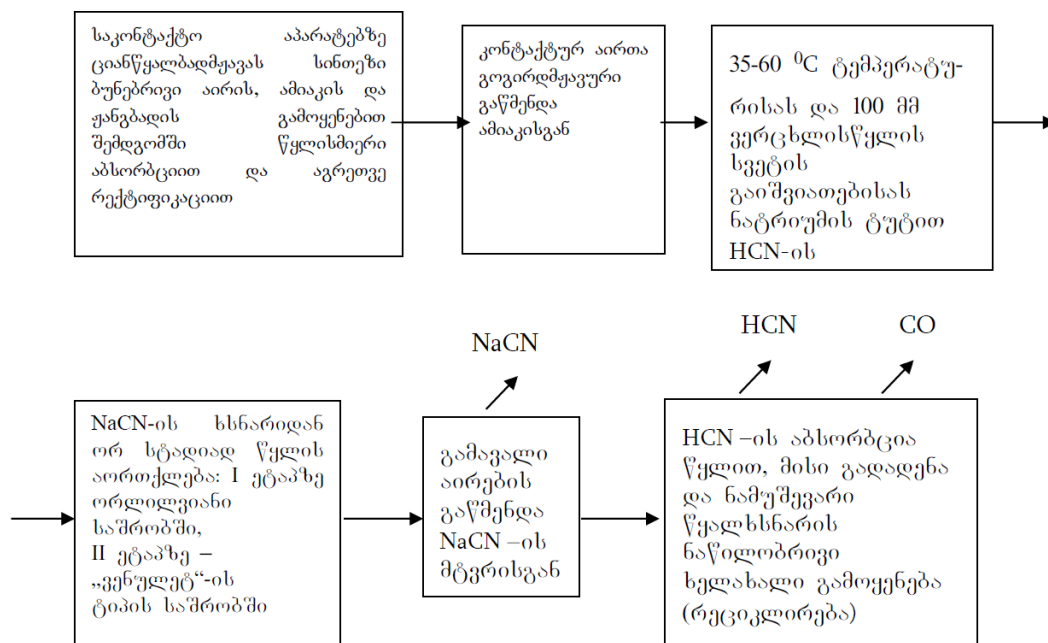 საკონტაქტო აპარატებზე
ციანწყალბადმჟავას სინთეზი
ბუნებრივი აირის, ამიაკის და
ჟანგბადის გამოყენებით
შემდგომში წყლისმიერი
აბსორბციით და აგრეთვე
რექტიფიკაციით
კონტაქტურ აირთა
გოგირდმჟავური
გაწმენდა
ამიაკისგან
35-60 ⁰C ტემპერატუ-
რისას და 100 მმ
ვერცხლისწყლის
სვეტის
გაიშვიათებისას
ნატრიუმის ტუტით
HCN-ის
NaCN
HCN
CO
NaCN-ის ხსნარიდან
ორ სტადიად წყლის
აორთქლება: I ეტაპზე
ორლილვიანი
საშრობში,
II ეტაპზე –
„ვენულეტ“-ის
ტიპის საშრობში
გამავალი
აირების
გაწმენდა
NaCN –ის
მტვრისგან
HCN –ის აბსორბცია
წყლით, მისი გადადენა
და ნამუშევარი
წყალხსნარის
ნაწილობრივი
ხელახალი გამოყენება
(რეციკლირება)